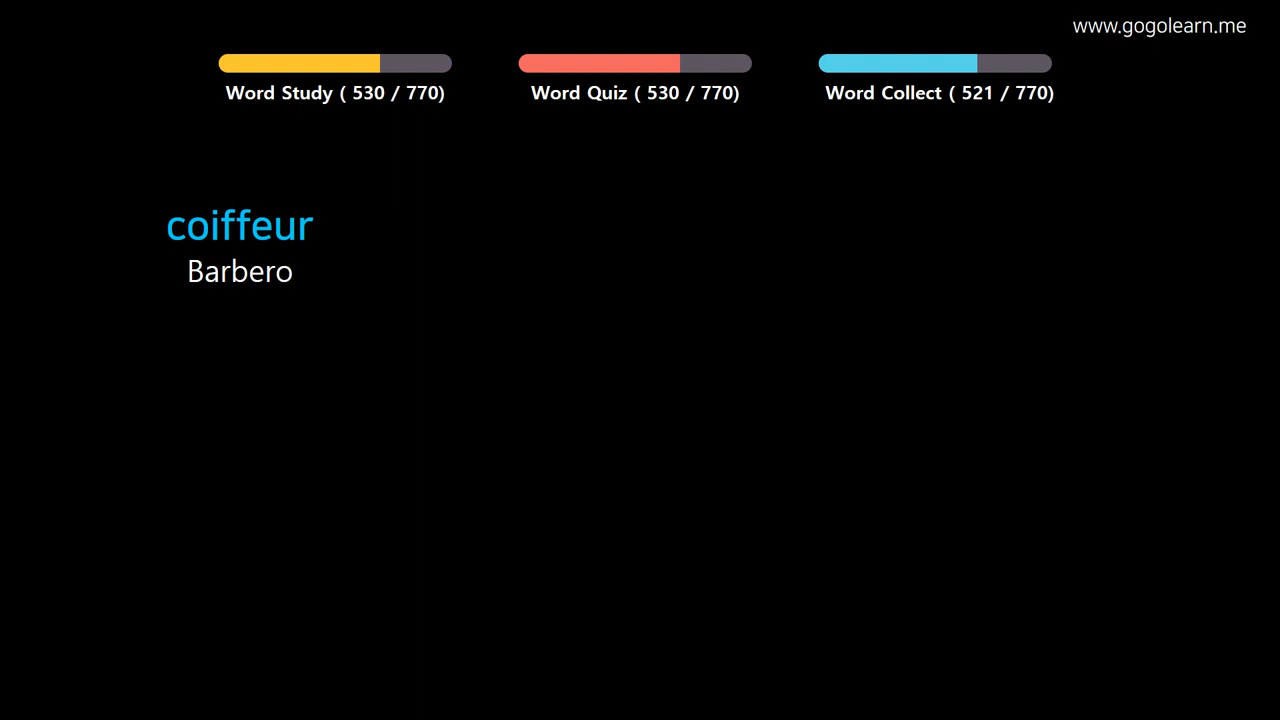 www.gogolearn.me
Word Study ( 530 / 770)
Word Quiz ( 530 / 770)
Word Collect ( 521 / 770)
coiffeur
Barbero